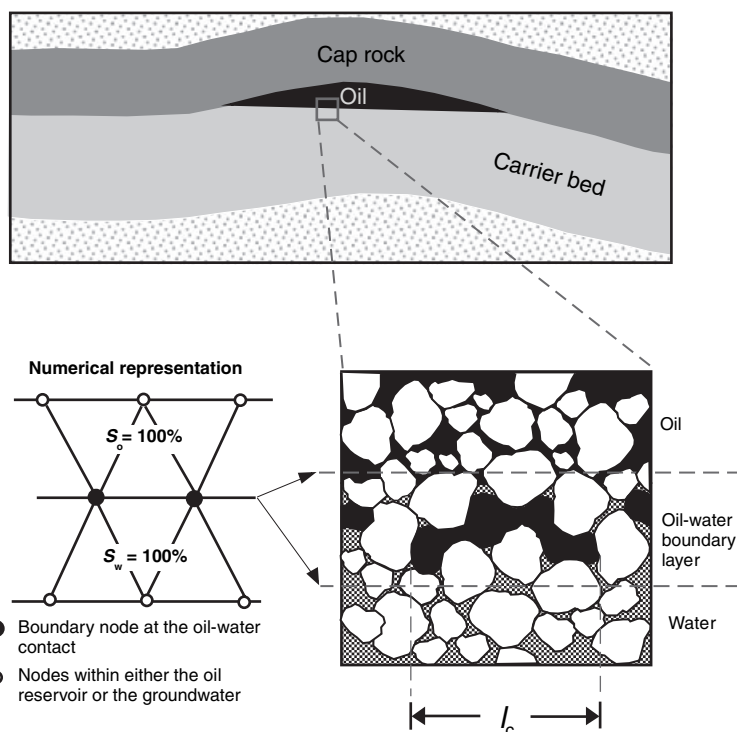 Cap rock
Oil
Carrier bed
Numerical representation
So = 100%
Sw = 100%
Boundary node at the oil-water
contact
Nodes within either the oil
reservoir or the groundwater
Oil
Oil-water
boundary
layer
Water
lc